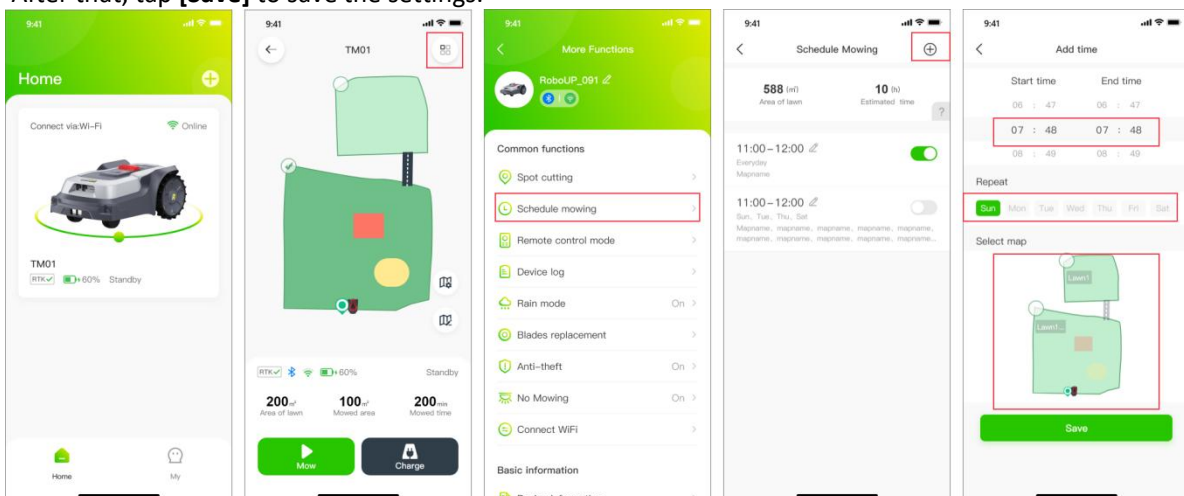 After that, tap [Save] to save the settings.
9:41
Home
Connect via:Wi-Fi Online
TM01
RTK 60% Standby
Home My
9:41
TM01
RTK 60% Standby
200㎡ 100㎡ 200min
Area of lawn Mowed area Mowed time
Mow Charge
9:41
More Functions
RoboUP_091
Common functions
Spot cutting
Schedule mowing
Remote control mode
Device log
Rain mode On
Blades replacement
Anti-theft On
No Mowing On
Connect WiFi
Basic information
9:41
Schedule Mowing
588 (㎡) 10 (h)
Area of lawn Estimated time
?
11:00-12:00
Everyday
Mapname
11:00-12:00
Sun、Tue、Thu、Sat
Mapname、mapname、mapname、mapname、mapname、
mapname、mapname、mapname、mapname、mapname...
9:41
Add time
Start time End time
06 : 47 06 : 47
07 : 48 07 : 48
08 : 49 08 : 49
Repeat
Sun Mon Tue Wed Thu Fri Sat
Select map
Lawn1
Lawn1...
Save